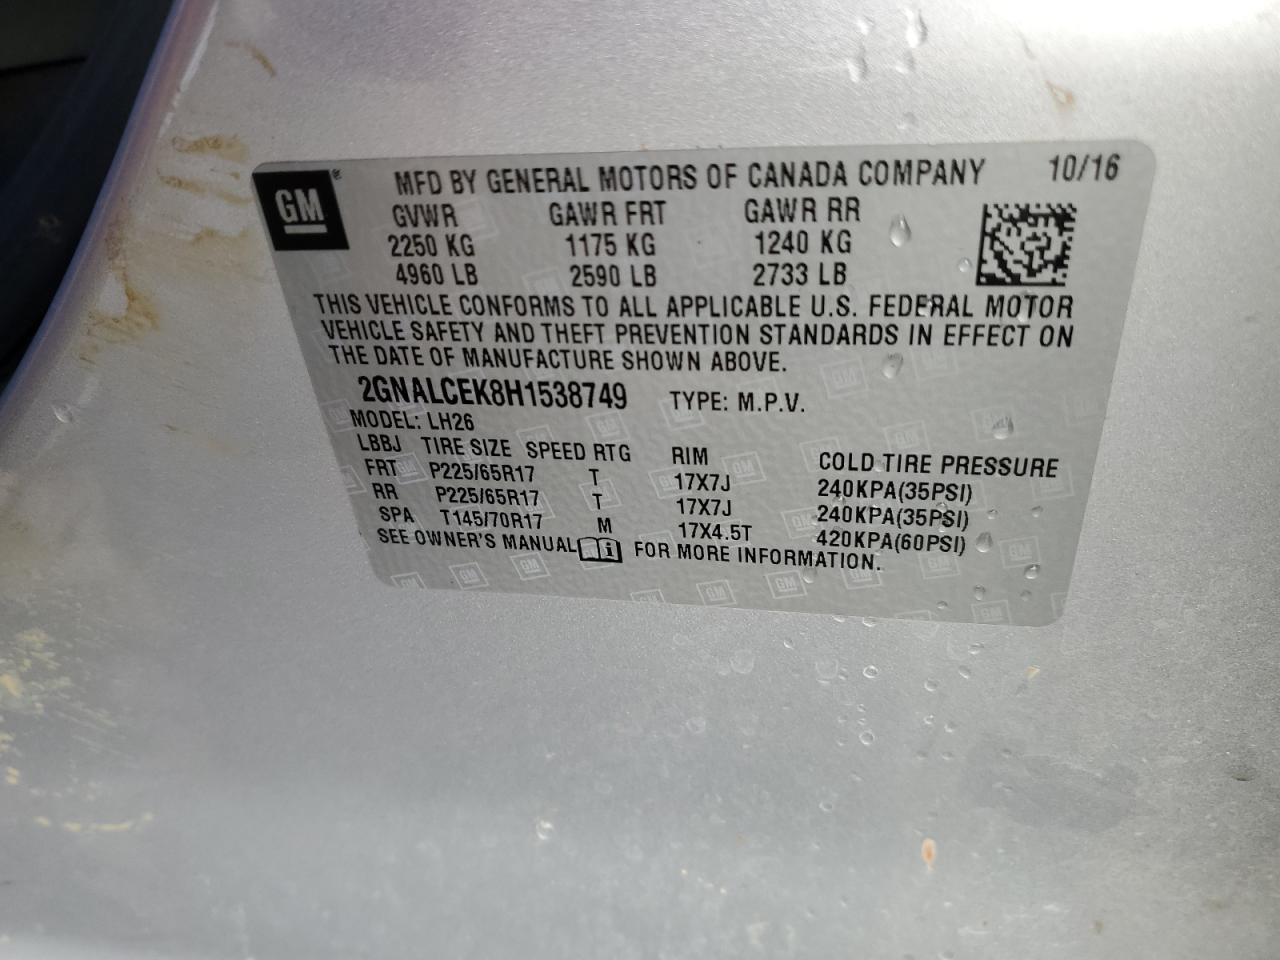 GM ® MFD BY GENERAL MOTORS OF CANADA COMPANY 10/16
GVWR GAWR FRT GAWR RR
2250 KG 1175 KG 1240 KG
4960 LB 2590 LB 2733 LB
THIS VEHICLE CONFORMS TO ALL APPLICABLE U.S. FEDERAL MOTOR
VEHICLE SAFETY AND THEFT PREVENTION STANDARDS IN EFFECT ON
THE DATE OF MANUFACTURE SHOWN ABOVE.
2GNALCEK8H1538749 TYPE: M.P.V.
MODEL: LH26
LBBJ TIRE SIZE SPEED RTG RIM COLD TIRE PRESSURE
FRT P225/65R17 T 17X7J 240KPA(35PSI)
RR P225/65R17 T 17X7J 240KPA(35PSI)
SPA T145/70R17 M 17X4.5T 420KPA(60PSI)
SEE OWNER'S MANUAL i FOR MORE INFORMATION.